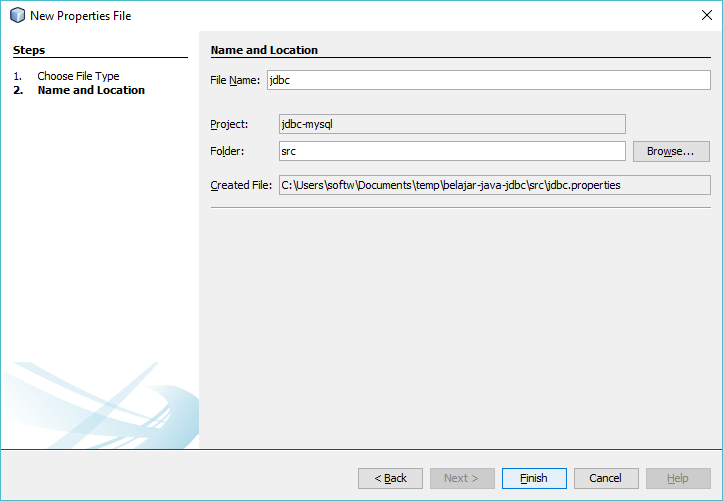 New Properties File
Steps
1. Choose File Type
2. Name and Location
Name and Location
File Name: jdbc
Project: jdbc-mysql
Folder: src Browse...
Created File: C:\Users\softw\Documents\temp\belajar-java-jdbc\src\jdbc.properties
< Back Next > Finish Cancel Help